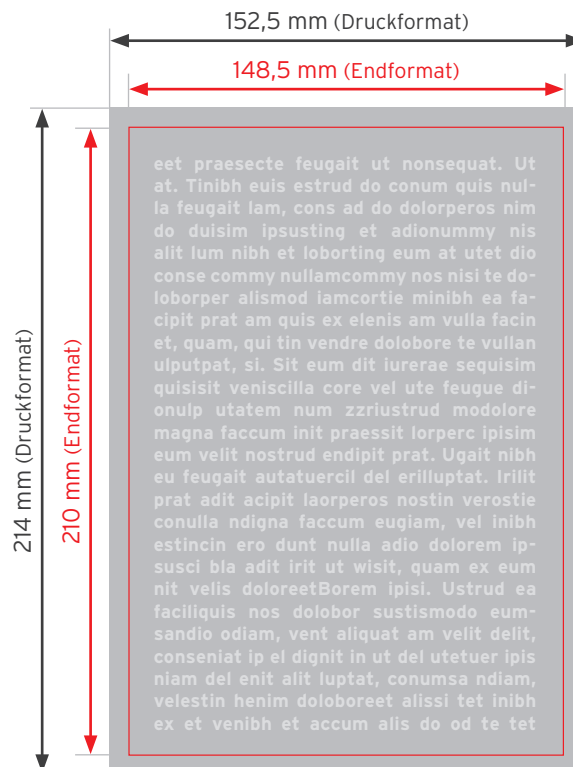 152,5 mm (Druckformat)
148,5 mm (Endformat)
214 mm (Druckformat)
210 mm (Endformat)
eet praesecte feugait ut nonsequat. Ut
at. Tinibh euis estrud do conum quis nul-
la feugait lam, cons ad do dolorperos nim
do duisim ipsusting et adionummy nis
alit lum nibh et loborting eum at utet dio
conse commy nullamcommy nos nisi te do-
loborper alismod iamcortie minibh ea fa-
cipit prat am quis ex elenis am vulla facin
et, quam, qui tin vendre dolobore te vullan
ulputpat, si. Sit eum dit iurerae sequisim
quisisit veniscilla core vel ute feugue di-
onulp utatem num zzriustrud modolore
magna faccum init praessit lorperc ipisim
eum velit nostrud endipit prat. Ugait nibh
eu feugait autatuercil del erilluptat. Inilit
prat adit acipit laorperos nostin verostie
conulla ndigna faccum eugiam, vel inibh
estincin ero dunt nulla adio dolorem ip-
susci bla adit irit ut wisit, quam ex eum
nit velis doloreetBorem ipisi. Ustrud ea
faciliquis nos dolobor sustismodo eum-
sandio odiam, vent aliquat am velit delit,
conseniat ip el dignit in ut del utetuer ipis
niam del enit alit luptat, conumsa ndiam,
velestin henim doloboreet alissi tet inibh
ex et venibh et accum alis do od te tet